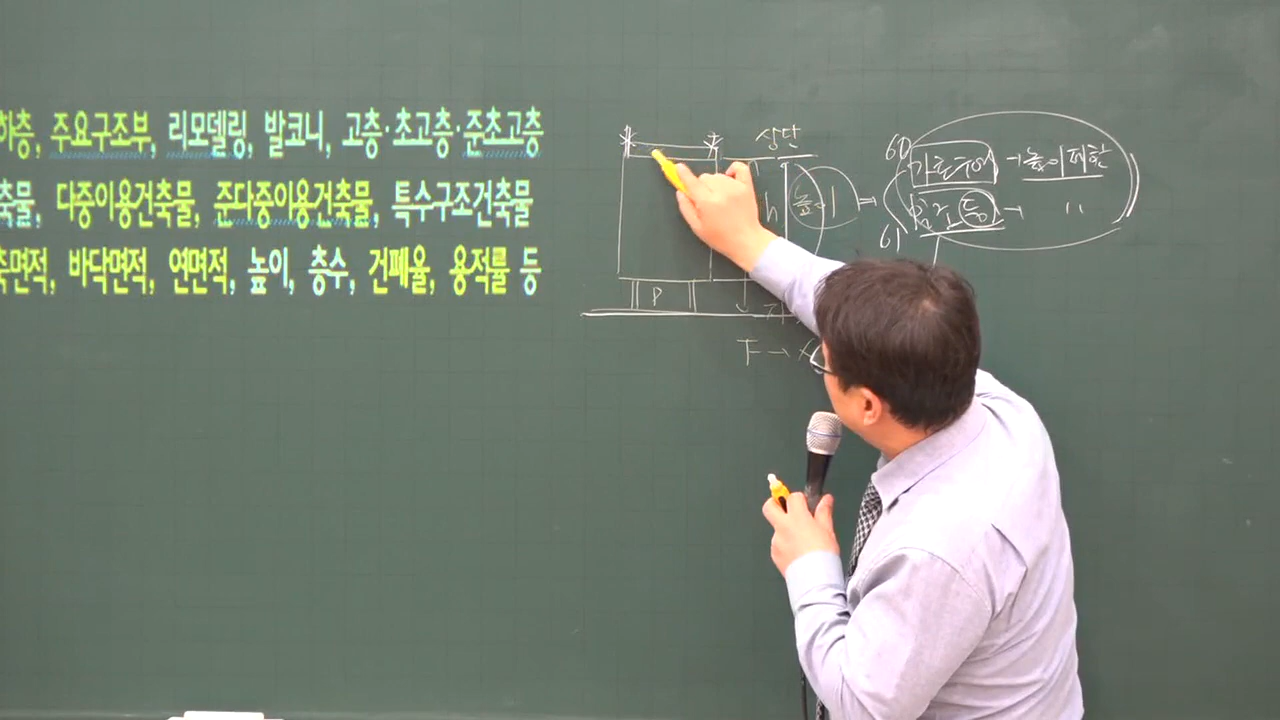 하층, 주요구조부, 리모델링, 발코니, 고층·초고층·준초고층
축물, 다중이용건축물, 준다중이용건축물, 특수구조건축물
축면적, 바닥면적, 연면적, 높이, 층수, 건폐율, 용적률 등
상단
60 가로구역 → 높이제한
h 높이 =
61 → 〃
P
F → X